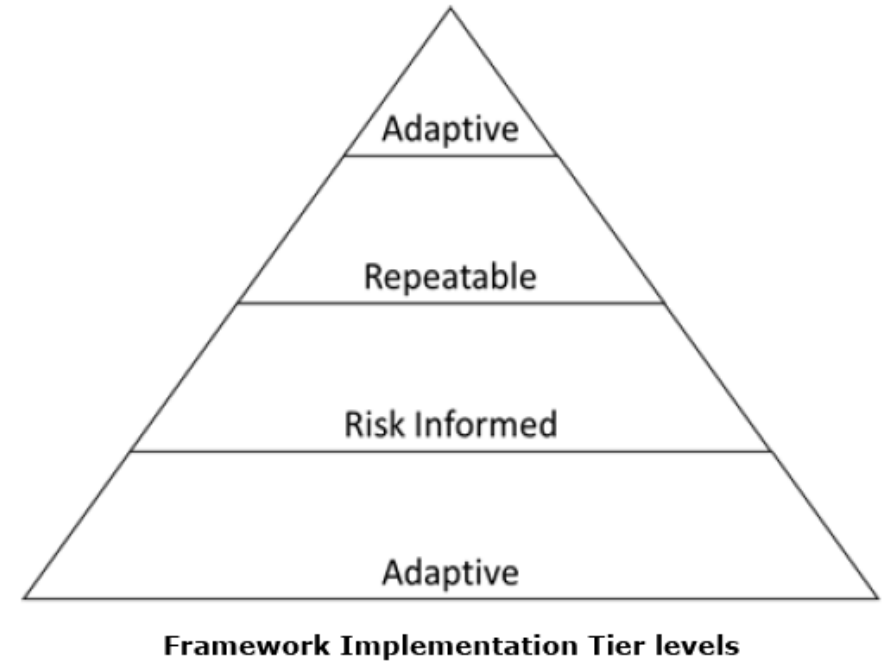 Adaptive
Repeatable
Risk Informed
Adaptive
Framework Implementation Tier levels